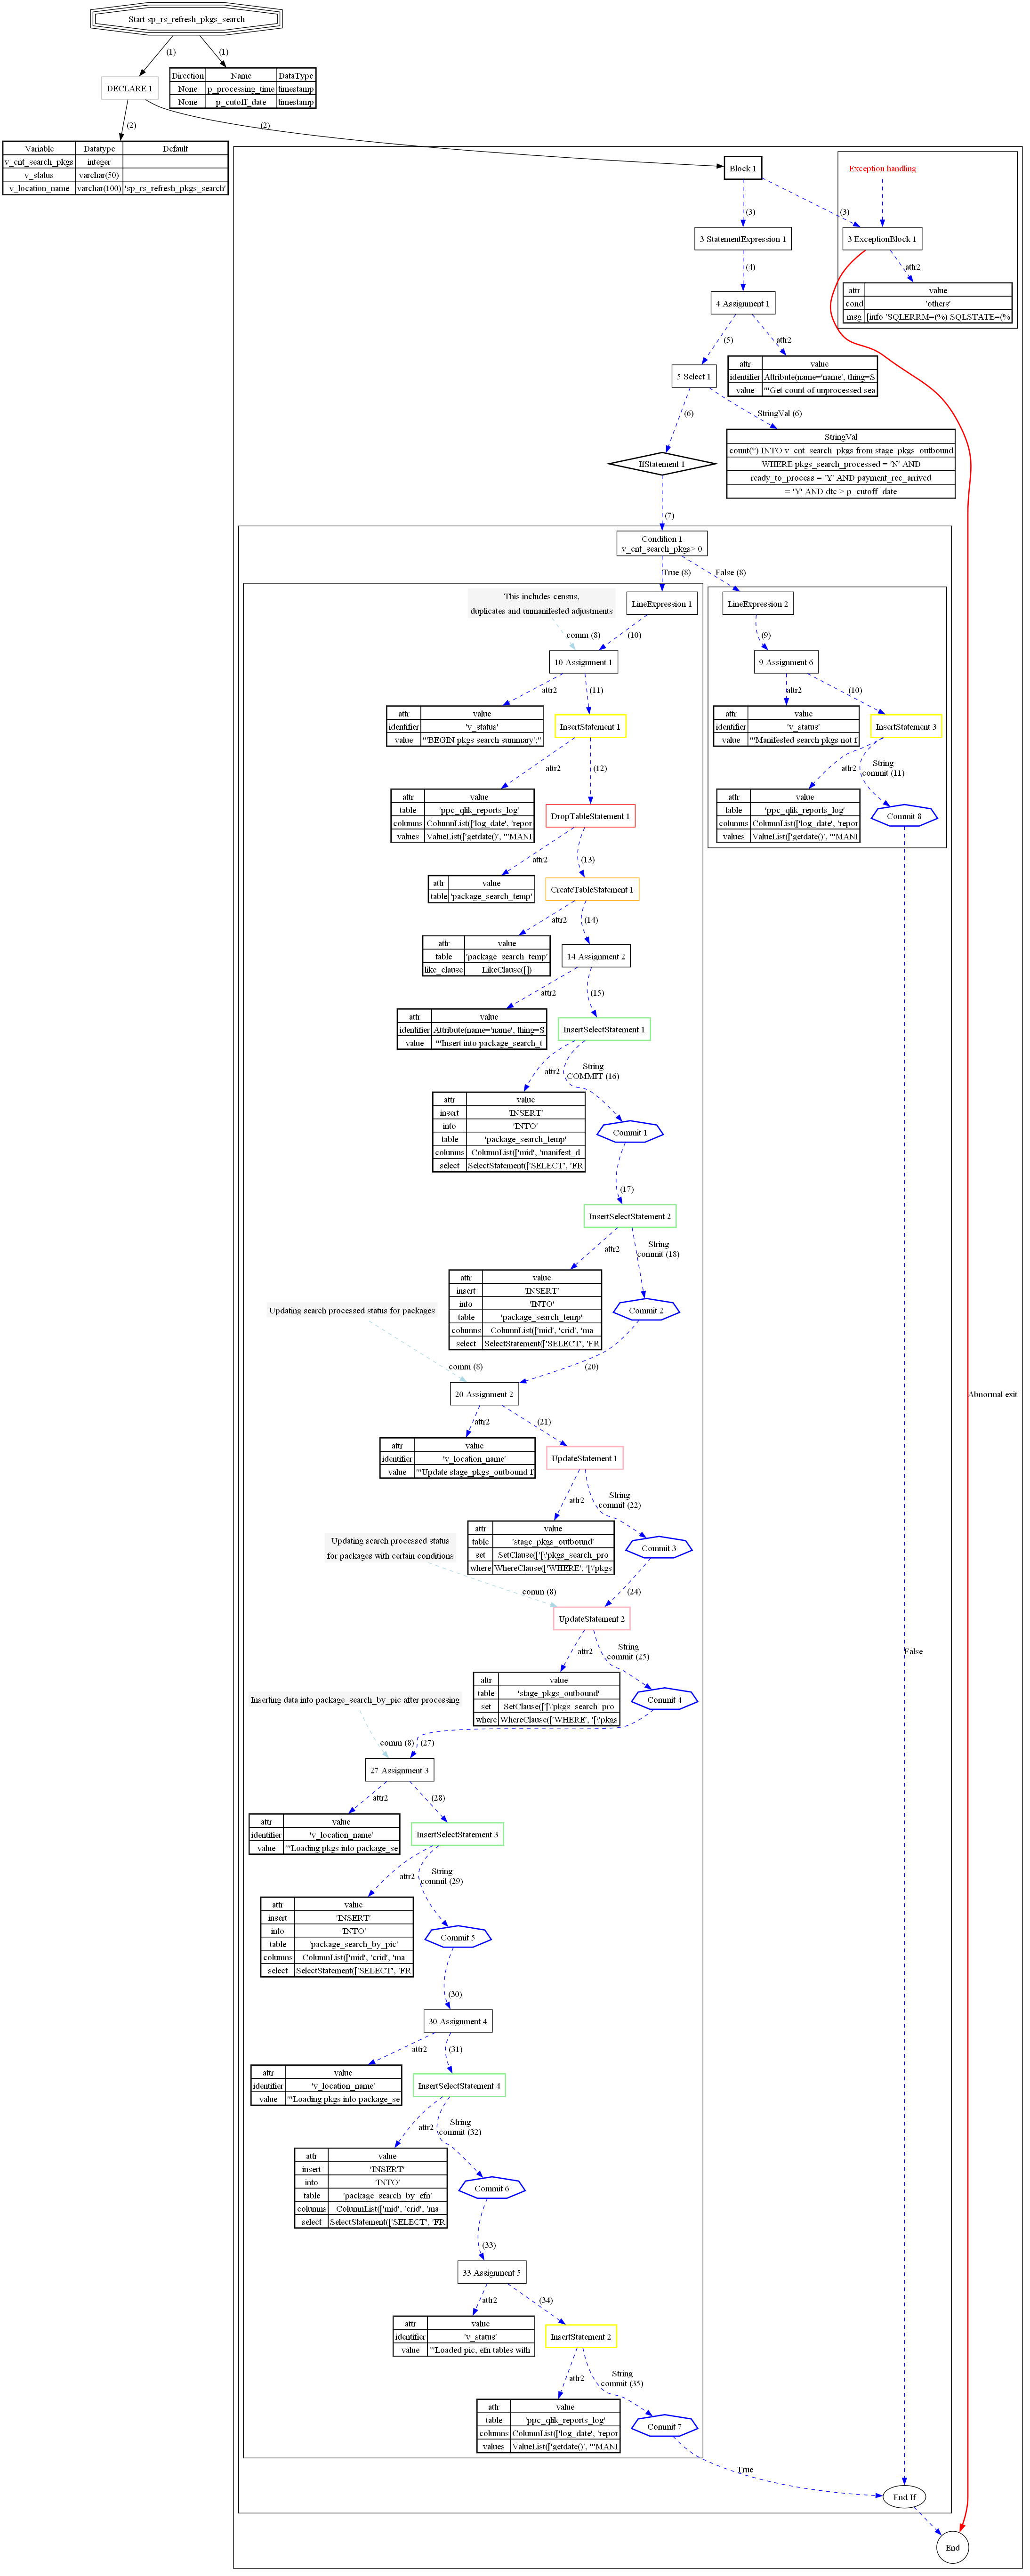 Start sp_rs_refresh_pkgs_search
(1)
(1)
DECLARE 1
Direction Name DataType
None p_processing_time timestamp
None p_cutoff_date timestamp
(2)
(2)
Variable Datatype Default
v_cnt_search_pkgs integer
v_status varchar(50)
v_location_name varchar(100) 'sp_rs_refresh_pkgs_search'
Block 1
Exception handling
(3)
(3)
3 StatementExpression 1
3 ExceptionBlock 1
(4)
attr2
4 Assignment 1
attr value
cond 'others'
msg [info 'SQLERRM=(%) SQLSTATE=(%
(5)
attr2
5 Select 1
attr value
identifier Attribute(name='name', thing=S
value "'Get count of unprocessed sea
(6)
StringVal (6)
IfStatement 1
StringVal
count(*) INTO v_cnt_search_pkgs from stage_pkgs_outbound
WHERE pkgs_search_processed = 'N' AND
ready_to_process = 'Y' AND payment_rec_arrived
= 'Y' AND dtc > p_cutoff_date
(7)
Condition 1
v_cnt_search_pkgs> 0
True (8)
False (8)
This includes census,
duplicates and unmanifested adjustments
LineExpression 1
LineExpression 2
comm (8)
(10)
(9)
10 Assignment 1
9 Assignment 6
attr2
(11)
attr2
(10)
attr value
identifier 'v_status'
value "'BEGIN pkgs search summary';"
InsertStatement 1
attr value
identifier 'v_status'
value "'Manifested search pkgs not f
InsertStatement 3
attr2
(12)
attr2
String
commit (11)
attr value
table 'ppc_qlik_reports_log'
columns ColumnList(['log_date', 'repor
values ValueList(['getdate()', "'MANI
DropTableStatement 1
attr value
table 'ppc_qlik_reports_log'
columns ColumnList(['log_date', 'repor
values ValueList(['getdate()', "'MANI
Commit 8
attr2
(13)
attr value
table 'package_search_temp'
CreateTableStatement 1
attr2
(14)
attr value
table 'package_search_temp'
like_clause LikeClause([])
14 Assignment 2
attr2
(15)
attr value
identifier Attribute(name='name', thing=S
value "'Insert into package_search_t
InsertSelectStatement 1
attr2
String
COMMIT (16)
attr value
insert 'INSERT'
into 'INTO'
table 'package_search_temp'
columns ColumnList(['mid', 'manifest_d
select SelectStatement(['SELECT', 'FR
Commit 1
(17)
InsertSelectStatement 2
attr2
String
commit (18)
attr value
insert 'INSERT'
into 'INTO'
table 'package_search_temp'
columns ColumnList(['mid', 'crid', 'ma
select SelectStatement(['SELECT', 'FR
Commit 2
Updating search processed status for packages
comm (8)
(20)
20 Assignment 2
Abnormal exit
attr2
(21)
attr value
identifier 'v_location_name'
value "'Update stage_pkgs_outbound f
UpdateStatement 1
attr2
String
commit (22)
attr value
table 'stage_pkgs_outbound'
set SetClause(['[\'pkgs_search_pro
where WhereClause(['WHERE', '[\'pkgs
Commit 3
Updating search processed status
for packages with certain conditions
comm (8)
(24)
UpdateStatement 2
attr2
String
commit (25)
False
attr value
table 'stage_pkgs_outbound'
set SetClause(['[\'pkgs_search_pro
where WhereClause(['WHERE', '[\'pkgs
Commit 4
Inserting data into package_search_by_pic after processing
comm (8)
(27)
27 Assignment 3
attr2
(28)
attr value
identifier 'v_location_name'
value "'Loading pkgs into package_se
InsertSelectStatement 3
attr2
String
commit (29)
attr value
insert 'INSERT'
into 'INTO'
table 'package_search_by_pic'
columns ColumnList(['mid', 'crid', 'ma
select SelectStatement(['SELECT', 'FR
Commit 5
(30)
30 Assignment 4
attr2
(31)
attr value
identifier 'v_location_name'
value "'Loading pkgs into package_se
InsertSelectStatement 4
attr2
String
commit (32)
attr value
insert 'INSERT'
into 'INTO'
table 'package_search_by_efn'
columns ColumnList(['mid', 'crid', 'ma
select SelectStatement(['SELECT', 'FR
Commit 6
(33)
33 Assignment 5
attr2
(34)
attr value
identifier 'v_status'
value "'Loaded pic, efn tables with
InsertStatement 2
attr2
String
commit (35)
attr value
table 'ppc_qlik_reports_log'
columns ColumnList(['log_date', 'repor
values ValueList(['getdate()', "'MANI
Commit 7
True
End If
End